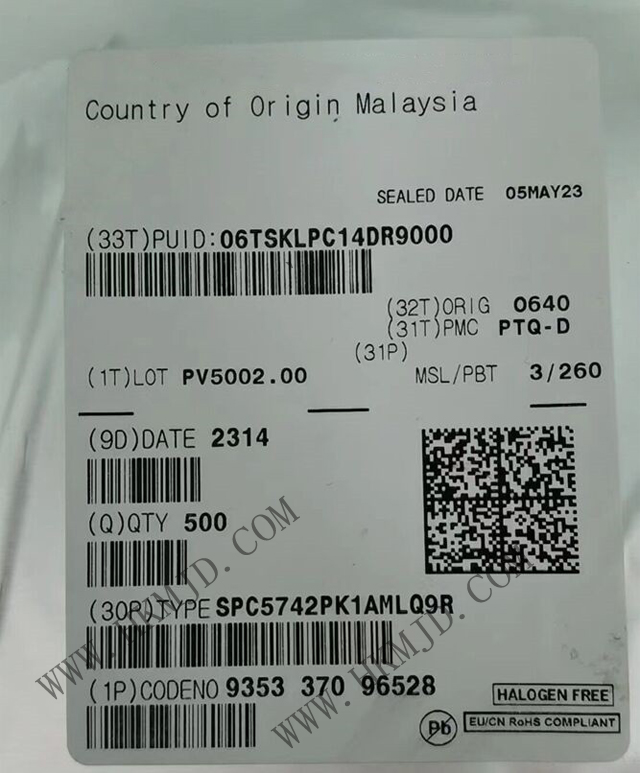 Country of Origin Malaysia
SEALED DATE 05MAY23
(33T)PUID:06TSKLPC14DR9000
(32T)ORIG 0640
(31T)PMC PTQ-D
(31P)
(1T)LOT PV5002.00
MSL/PBT 3/260
(9D)DATE 2314
(Q)QTY 500
(30P)TYPE SPC5742PK1AMLQ9R
(1P)CODENO 9353 370 96528
HALOGEN FREE
Pb
EU/CN RoHS COMPLIANT
WWW.HKMJD.COM
WWW.HKMJD.COM